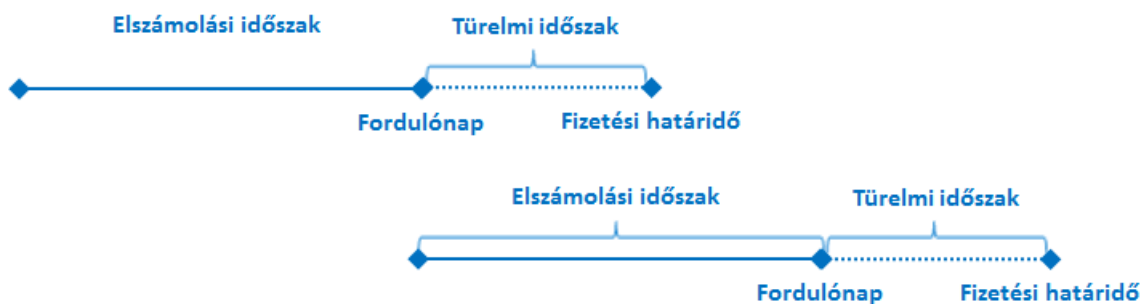 Elszámolási időszak
Türelmi időszak
Fordulónap
Fizetési határidő
Elszámolási időszak
Türelmi időszak
Fordulónap
Fizetési határidő